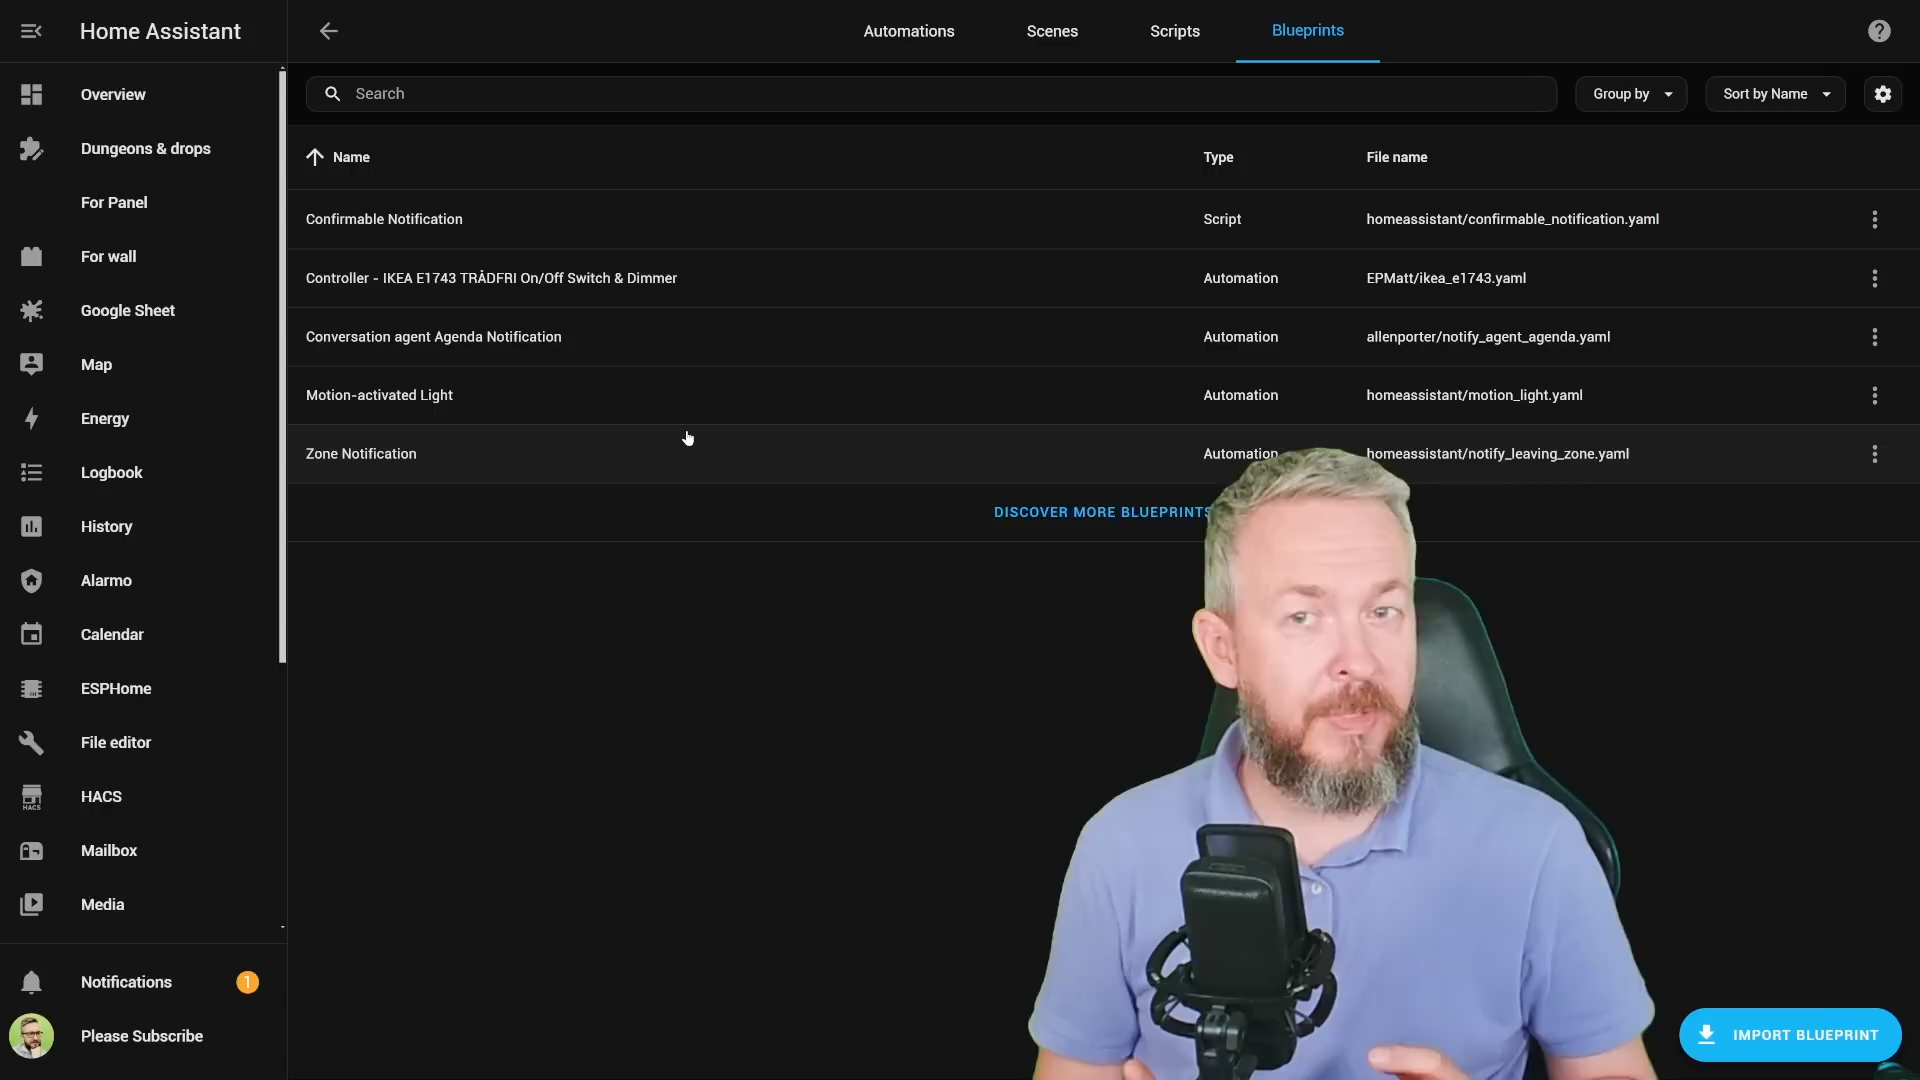 Home Assistant
Automations
Scenes
Scripts
Blueprints
Overview
Dungeons & drops
For Panel
For wall
Google Sheet
Map
Energy
Logbook
History
Alarmo
Calendar
ESPHome
File editor
HACS
HACS
Mailbox
Media
Notifications
1
Please Subscribe
Search
Group by
Sort by Name
Name Type File name
Confirmable Notification Script homeassistant/confirmable_notification.yaml
Controller - IKEA E1743 TRÅDFRI On/Off Switch & Dimmer Automation EPMatt/ikea_e1743.yaml
Conversation agent Agenda Notification Automation allenporter/notify_agent_agenda.yaml
Motion-activated Light Automation homeassistant/motion_light.yaml
Zone Notification Automation homeassistant/notify_leaving_zone.yaml
DISCOVER MORE BLUEPRINTS
IMPORT BLUEPRINT